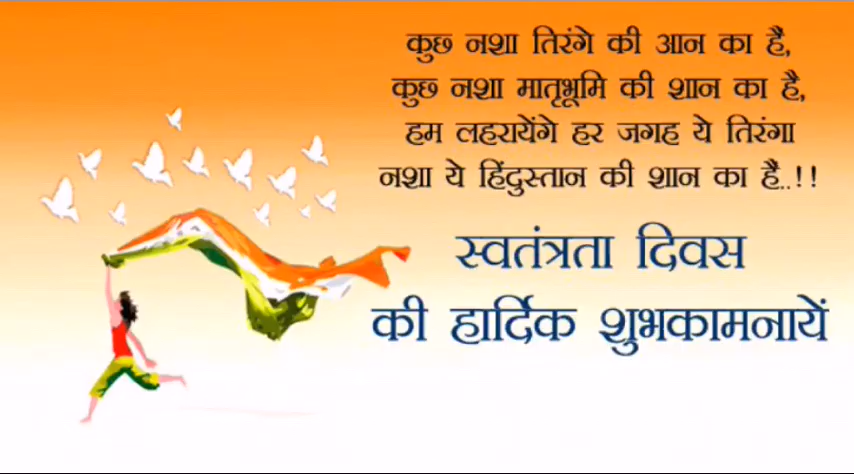 कुछ नशा तिरंगे की आन का है,
कुछ नशा मातृभूमि की शान का है,
हम लहरायेंगे हर जगह ये तिरंगा
नशा ये हिंदुस्तान की शान का है..!!
स्वतंत्रता दिवस
की हार्दिक शुभकामनायें